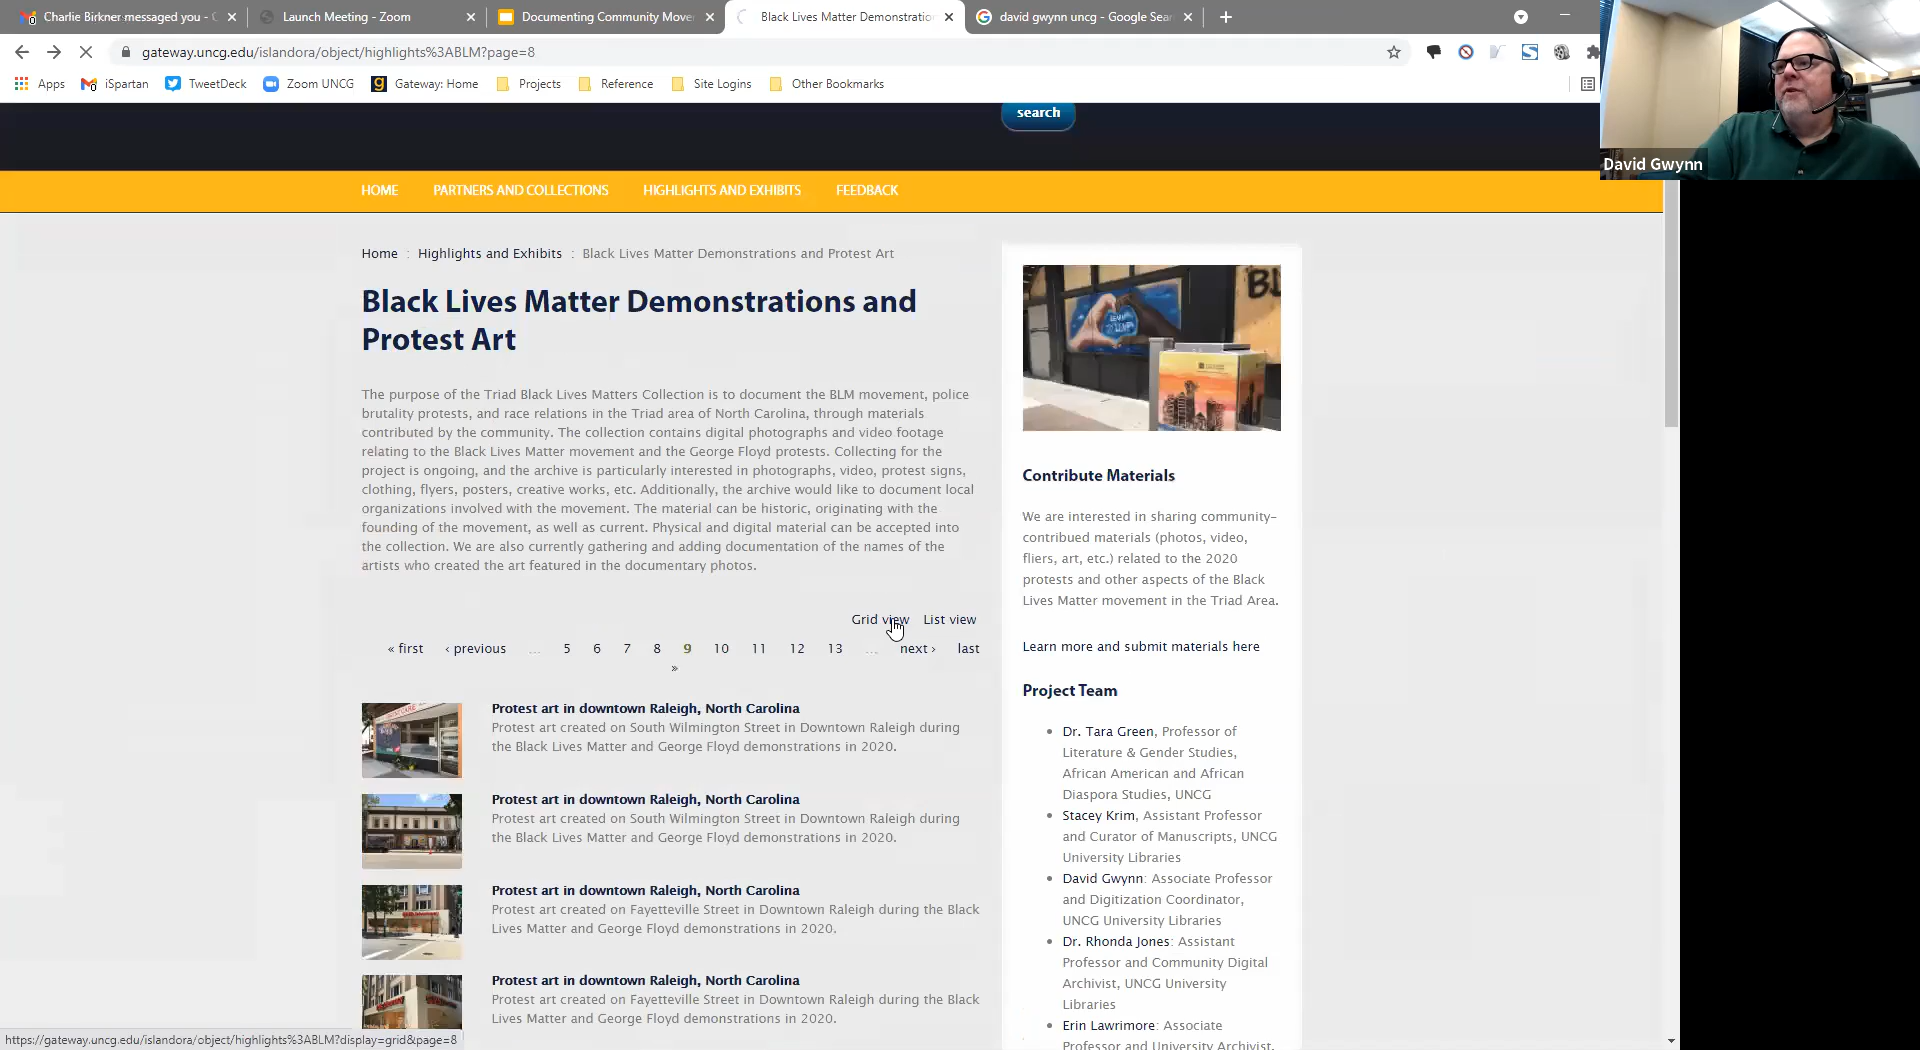 Charlie Birkner messaged you - 
Launch Meeting - Zoom
Documenting Community Move
Black Lives Matter Demonstratio
david gwynn uncg - Google Sea
gateway.uncg.edu/islandora/object/highlights%3ABLM?page=8
Apps
iSpartan
TweetDeck
Zoom UNCG
Gateway: Home
Projects
Reference
Site Logins
Other Bookmarks
David Gwynn
search
HOME
PARTNERS AND COLLECTIONS
HIGHLIGHTS AND EXHIBITS
FEEDBACK
Home : Highlights and Exhibits : Black Lives Matter Demonstrations and Protest Art
Black Lives Matter Demonstrations and
Protest Art
The purpose of the Triad Black Lives Matters Collection is to document the BLM movement, police
brutality protests, and race relations in the Triad area of North Carolina, through materials
contributed by the community. The collection contains digital photographs and video footage
relating to the Black Lives Matter movement and the George Floyd protests. Collecting for the
project is ongoing, and the archive is particularly interested in photographs, video, protest signs,
clothing, flyers, posters, creative works, etc. Additionally, the archive would like to document local
organizations involved with the movement. The material can be historic, originating with the
founding of the movement, as well as current. Physical and digital material can be accepted into
the collection. We are also currently gathering and adding documentation of the names of the
artists who created the art featured in the documentary photos.
Grid view List view
« first ‹ previous ... 5 6 7 8 9 10 11 12 13 ... next › last
»
Protest art in downtown Raleigh, North Carolina
Protest art created on South Wilmington Street in Downtown Raleigh during
the Black Lives Matter and George Floyd demonstrations in 2020.
Protest art in downtown Raleigh, North Carolina
Protest art created on South Wilmington Street in Downtown Raleigh during
the Black Lives Matter and George Floyd demonstrations in 2020.
Protest art in downtown Raleigh, North Carolina
Protest art created on Fayetteville Street in Downtown Raleigh during the Black
Lives Matter and George Floyd demonstrations in 2020.
Protest art in downtown Raleigh, North Carolina
Protest art created on Fayetteville Street in Downtown Raleigh during the Black
Lives Matter and George Floyd demonstrations in 2020.
Contribute Materials
We are interested in sharing community-
contribued materials (photos, video,
fliers, art, etc.) related to the 2020
protests and other aspects of the Black
Lives Matter movement in the Triad Area.
Learn more and submit materials here
Project Team
• Dr. Tara Green, Professor of
Literature & Gender Studies,
African American and African
Diaspora Studies, UNCG
• Stacey Krim, Assistant Professor
and Curator of Manuscripts, UNCG
University Libraries
• David Gwynn: Associate Professor
and Digitization Coordinator,
UNCG University Libraries
• Dr. Rhonda Jones: Assistant
Professor and Community Digital
Archivist, UNCG University
Libraries
• Erin Lawrimore: Associate
Professor and University Archivist,
https://gateway.uncg.edu/islandora/object/highlights%3ABLM?display=grid&page=8